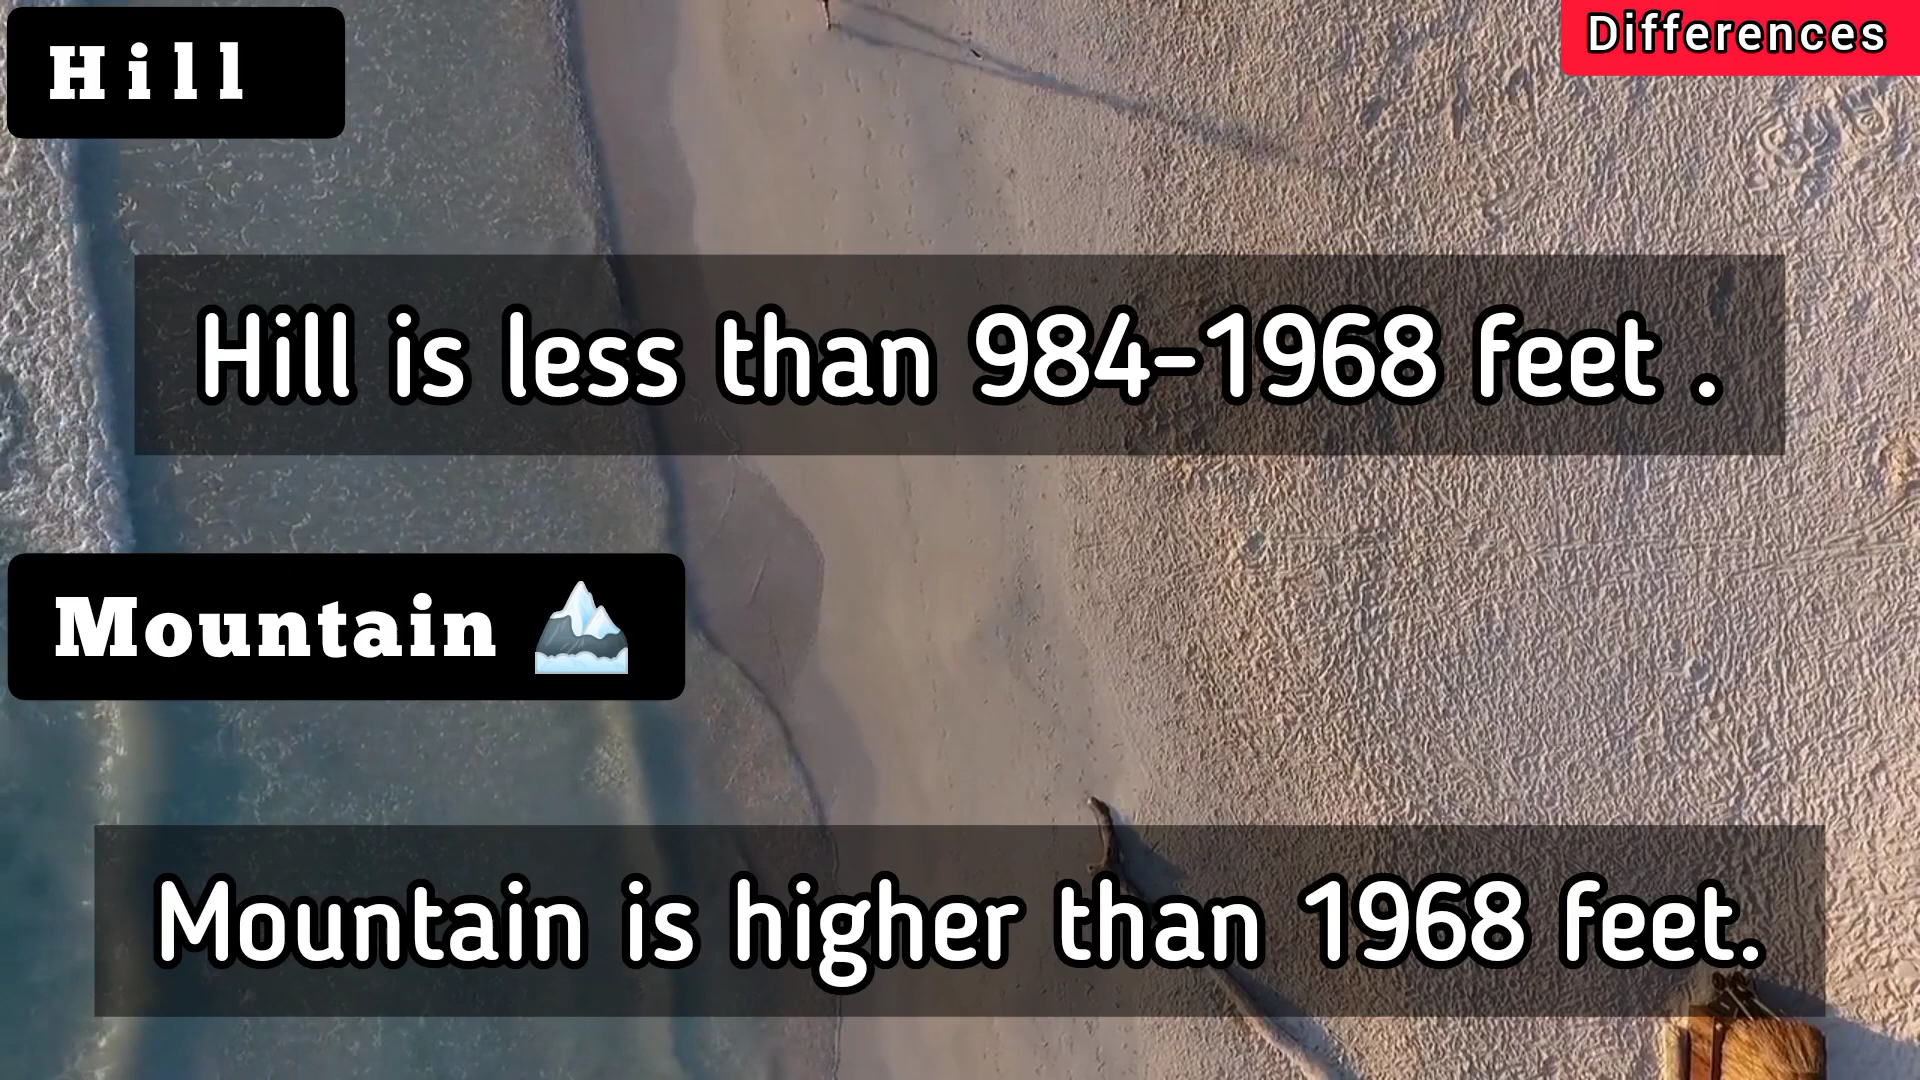 Differences
Hill
Hill is less than 984-1968 feet .
Mountain 🏔
Mountain is higher than 1968 feet.